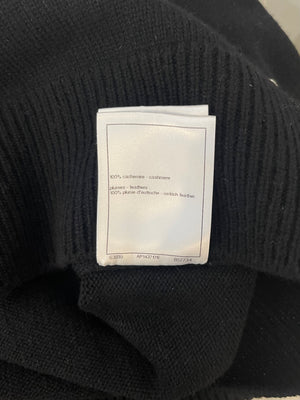 100% cachemire - cashmere
plumes - feathers
100% plume d'autruche - ostrich feather